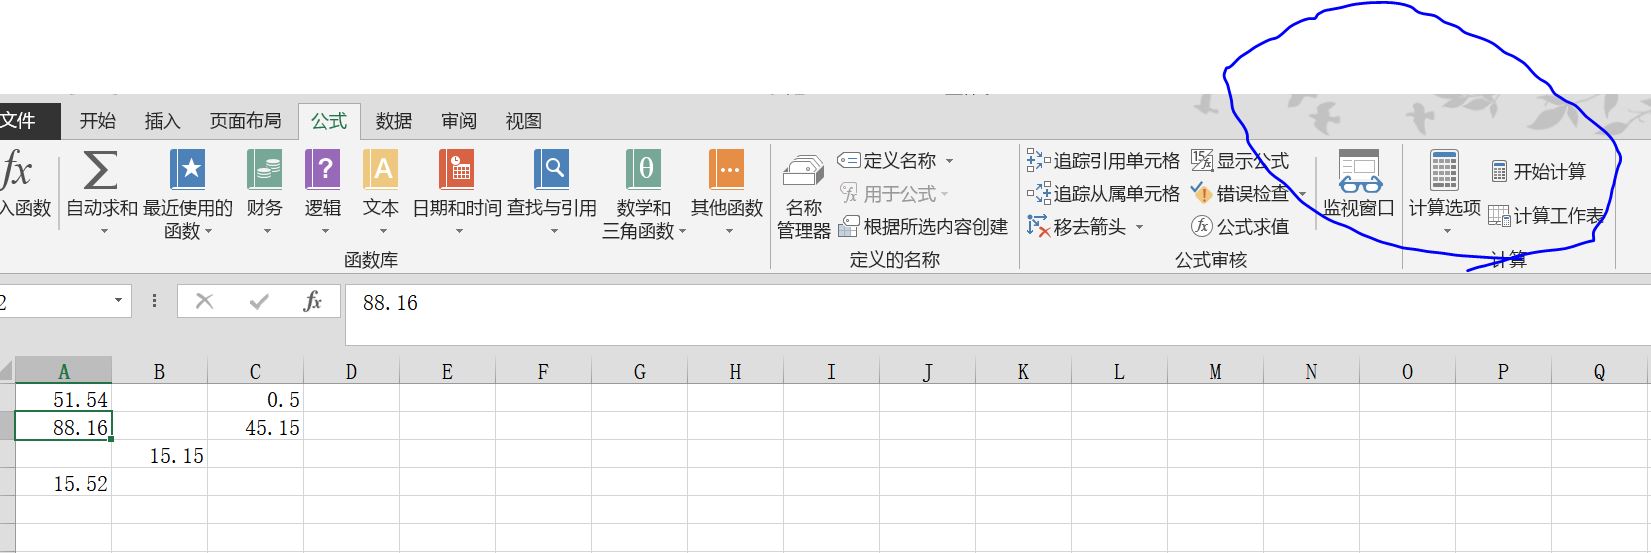 文件 开始 插入 页面布局 公式 数据 审阅 视图
fx Σ ★ ? A θ ...
入函数 自动求和 最近使用的函数 财务 逻辑 文本 日期和时间 查找与引用 数学和三角函数 其他函数
函数库
名称管理器
定义名称
用于公式
根据所选内容创建
定义的名称
追踪引用单元格 显示公式
追踪从属单元格 错误检查
移去箭头 公式求值
公式审核
监视窗口
计算选项
开始计算
计算工作表
计算
2 fx 88.16
A B C D E F G H I J K L M N O P Q
51.54 0.5
88.16 45.15
15.15
15.52